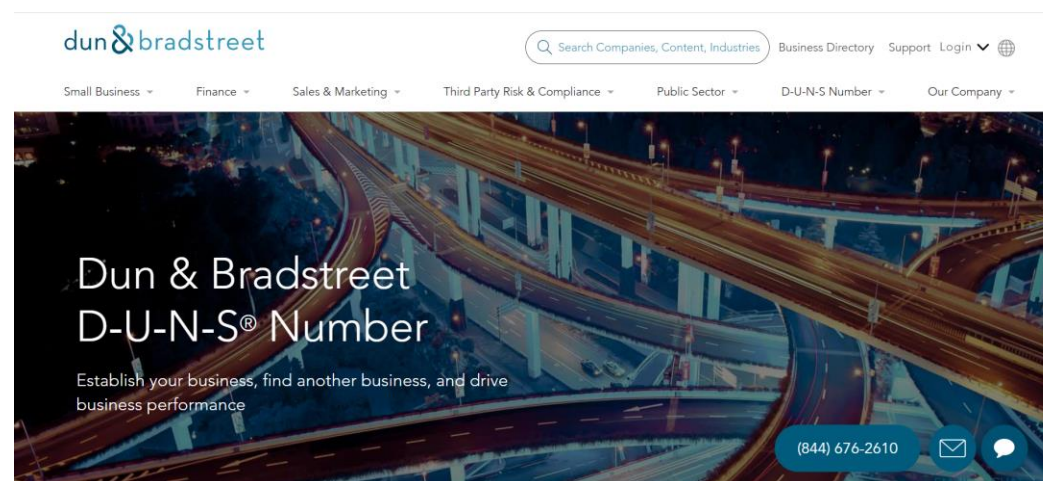 dun & bradstreet
Search Companies, Content, Industries
Business Directory
Support
Login
Small Business
Finance
Sales & Marketing
Third Party Risk & Compliance
Public Sector
D-U-N-S Number
Our Company
Dun & Bradstreet
D-U-N-S® Number
Establish your business, find another business, and drive
business performance
(844) 676-2610